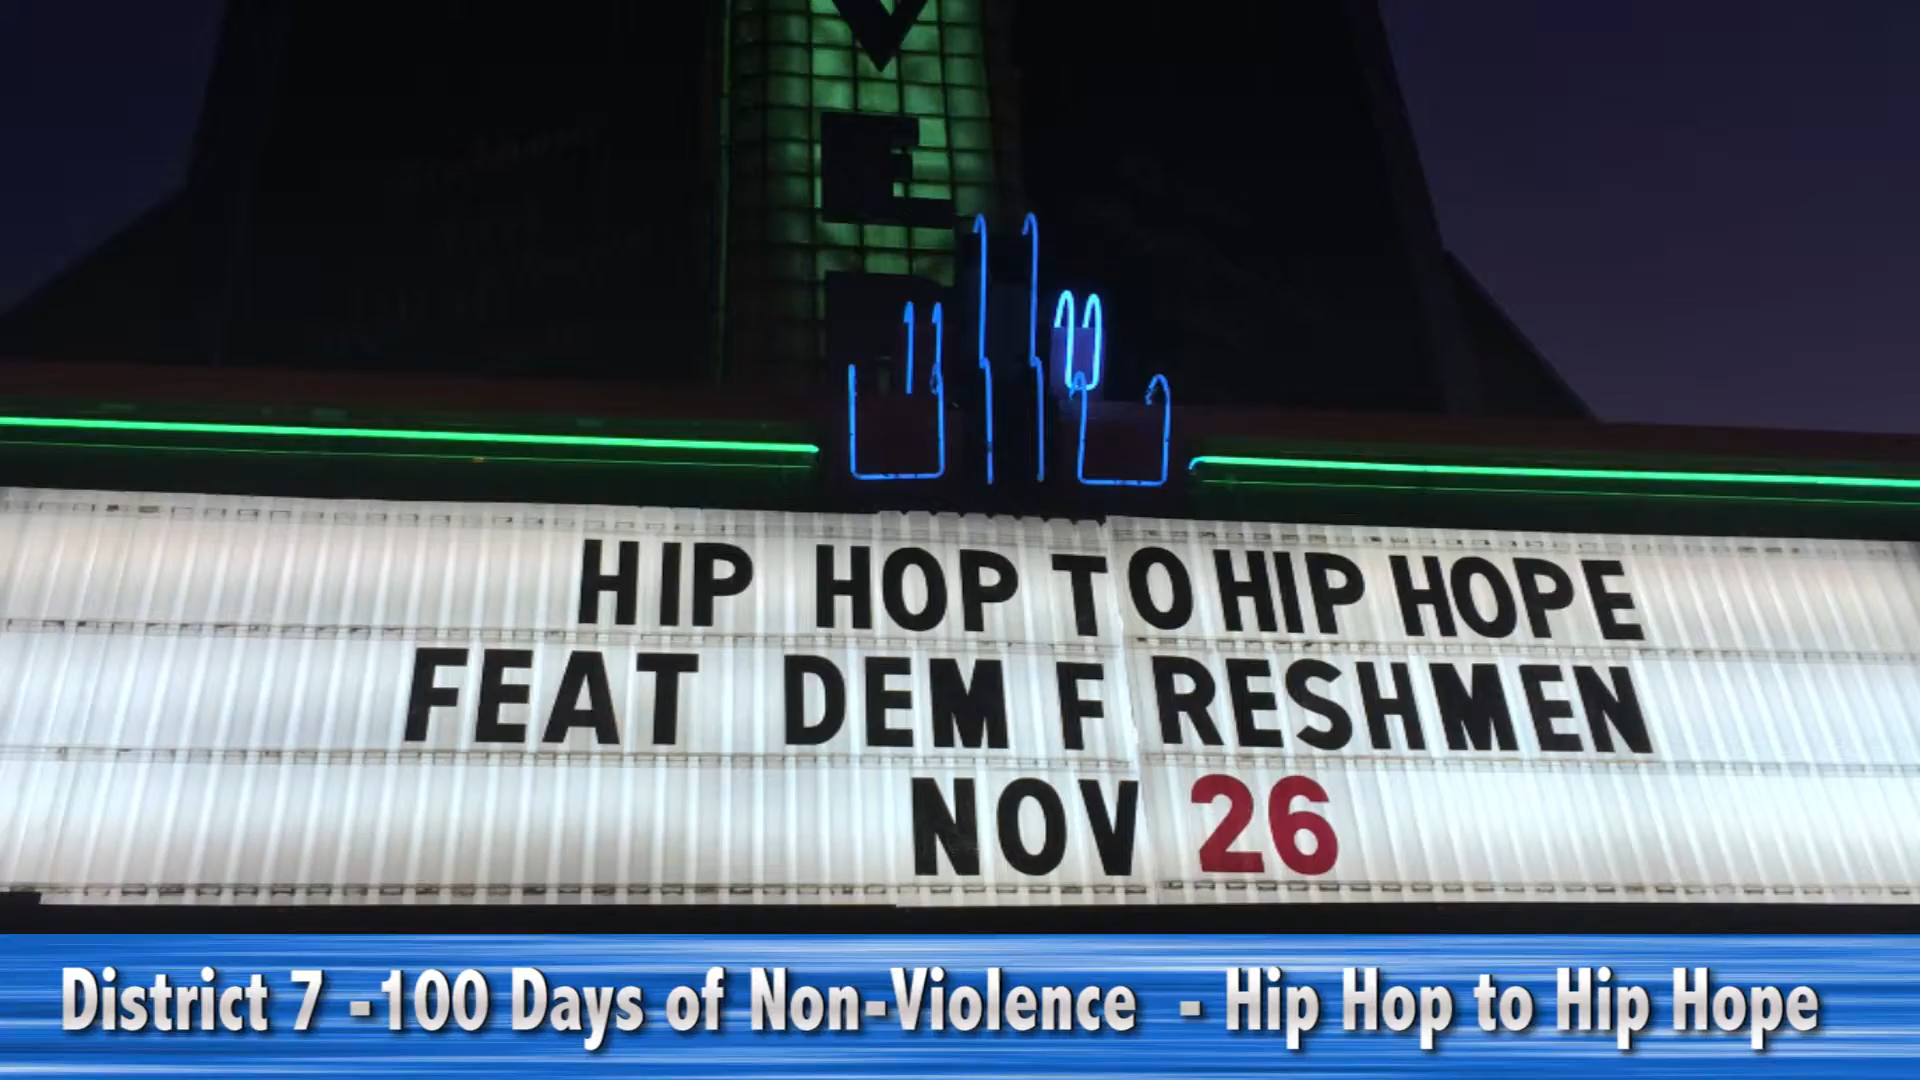 V
E
HIP HOP TO HIP HOPE
FEAT DEM FRESHMEN
NOV 26
District 7 -100 Days of Non-Violence - Hip Hop to Hip Hope